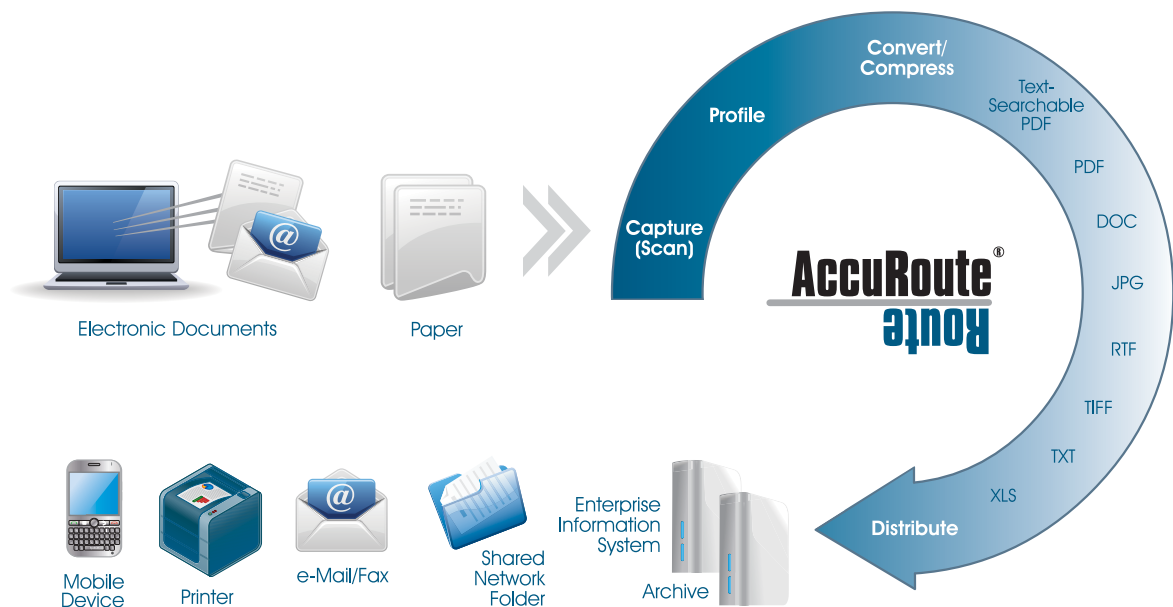 Electronic Documents
Paper
Capture
(Scan)
Profile
Convert/
Compress
Text-
Searchable
PDF
PDF
DOC
JPG
RTF
TIFF
TXT
XLS
Distribute
AccuRoute®
Route
Enterprise
Information
System
Archive
Shared
Network
Folder
e-Mail/Fax
Printer
Mobile
Device